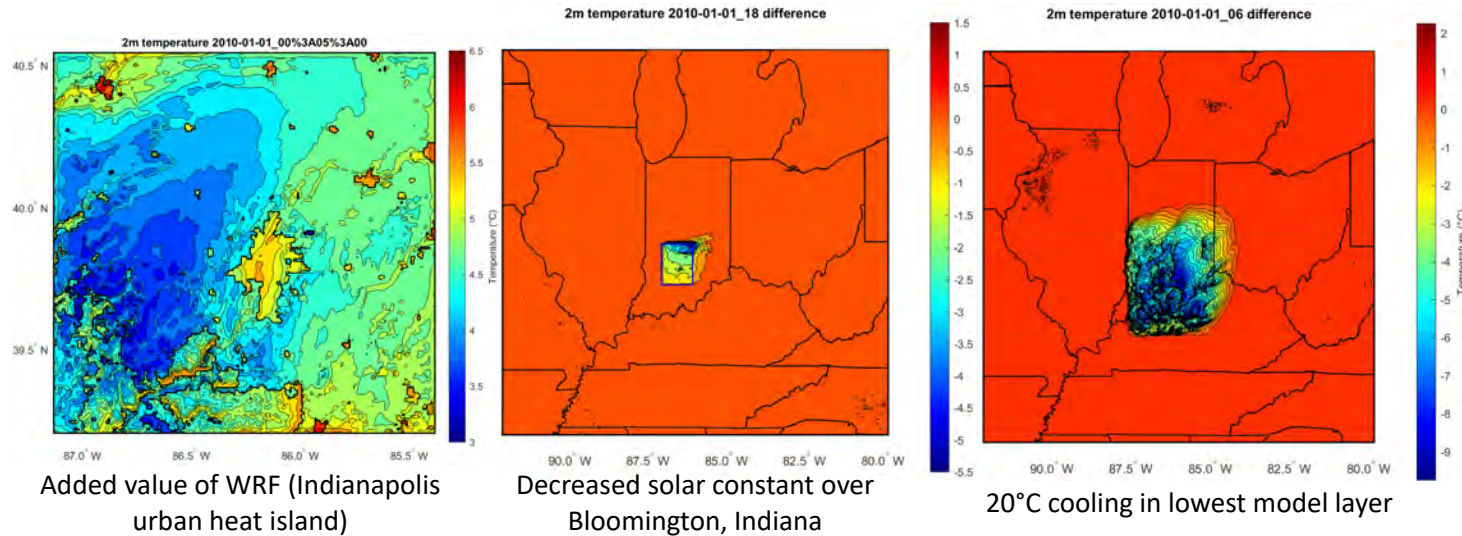 2m temperature 2010-01-01_00%3A05%3A00
40.5° N
40.0° N
39.5° N
87.0° W 86.5° W 86.0° W 85.5° W
6.5
6
5.5
5
4.5
4
3.5
3
Temperature (°C)
Added value of WRF (Indianapolis
urban heat island)
2m temperature 2010-01-01_18 difference
90.0° W 87.5° W 85.0° W 82.5° W 80.0° W
1.5
1
0.5
0
-0.5
-1
-1.5
-2
-2.5
-3
-3.5
-4
-4.5
-5
-5.5
Decreased solar constant over
Bloomington, Indiana
2m temperature 2010-01-01_06 difference
90.0° W 87.5° W 85.0° W 82.5° W 80.0° W
2
1
0
-1
-2
-3
-4
-5
-6
-7
-8
-9
Temperature (°C)
20°C cooling in lowest model layer